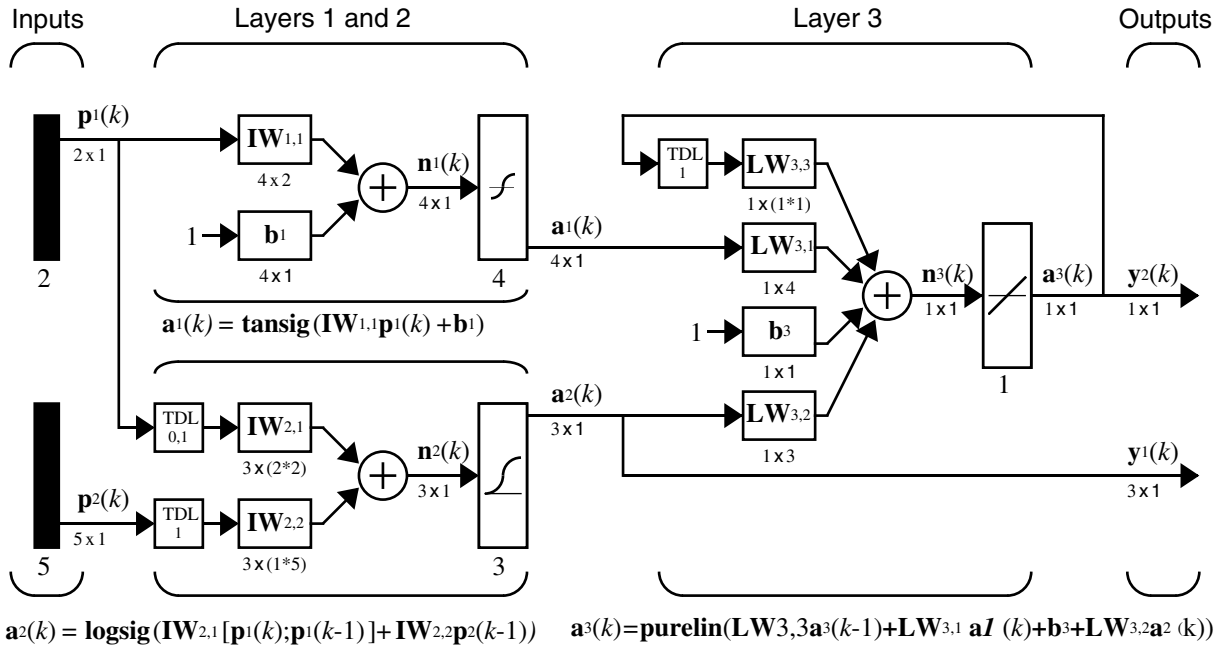 Inputs Layers 1 and 2 Layer 3 Outputs
p1(k)
2 x 1
IW1,1
4 x 2
1
b1
4 x 1
n1(k)
4 x 1
2
4
a1(k) = tansig (IW1,1p1(k) +b1)
a1(k)
4 x 1
TDL
1
LW3,3
1 x (1*1)
LW3,1
1 x 4
1
b3
1 x 1
LW3,2
1 x 3
n3(k)
1 x 1
1
a3(k)
1 x 1
y2(k)
1 x 1
p2(k)
5 x 1
5
TDL
0,1
IW2,1
3 x (2*2)
TDL
1
IW2,2
3 x (1*5)
n2(k)
3 x 1
3
a2(k)
3 x 1
y1(k)
3 x 1
a2(k) = logsig (IW2,1 [p1(k);p1(k-1)]+ IW2,2p2(k-1))
a3(k)=purelin(LW3,3a3(k-1)+LW3,1 a1 (k)+b3+LW3,2a2 (k))